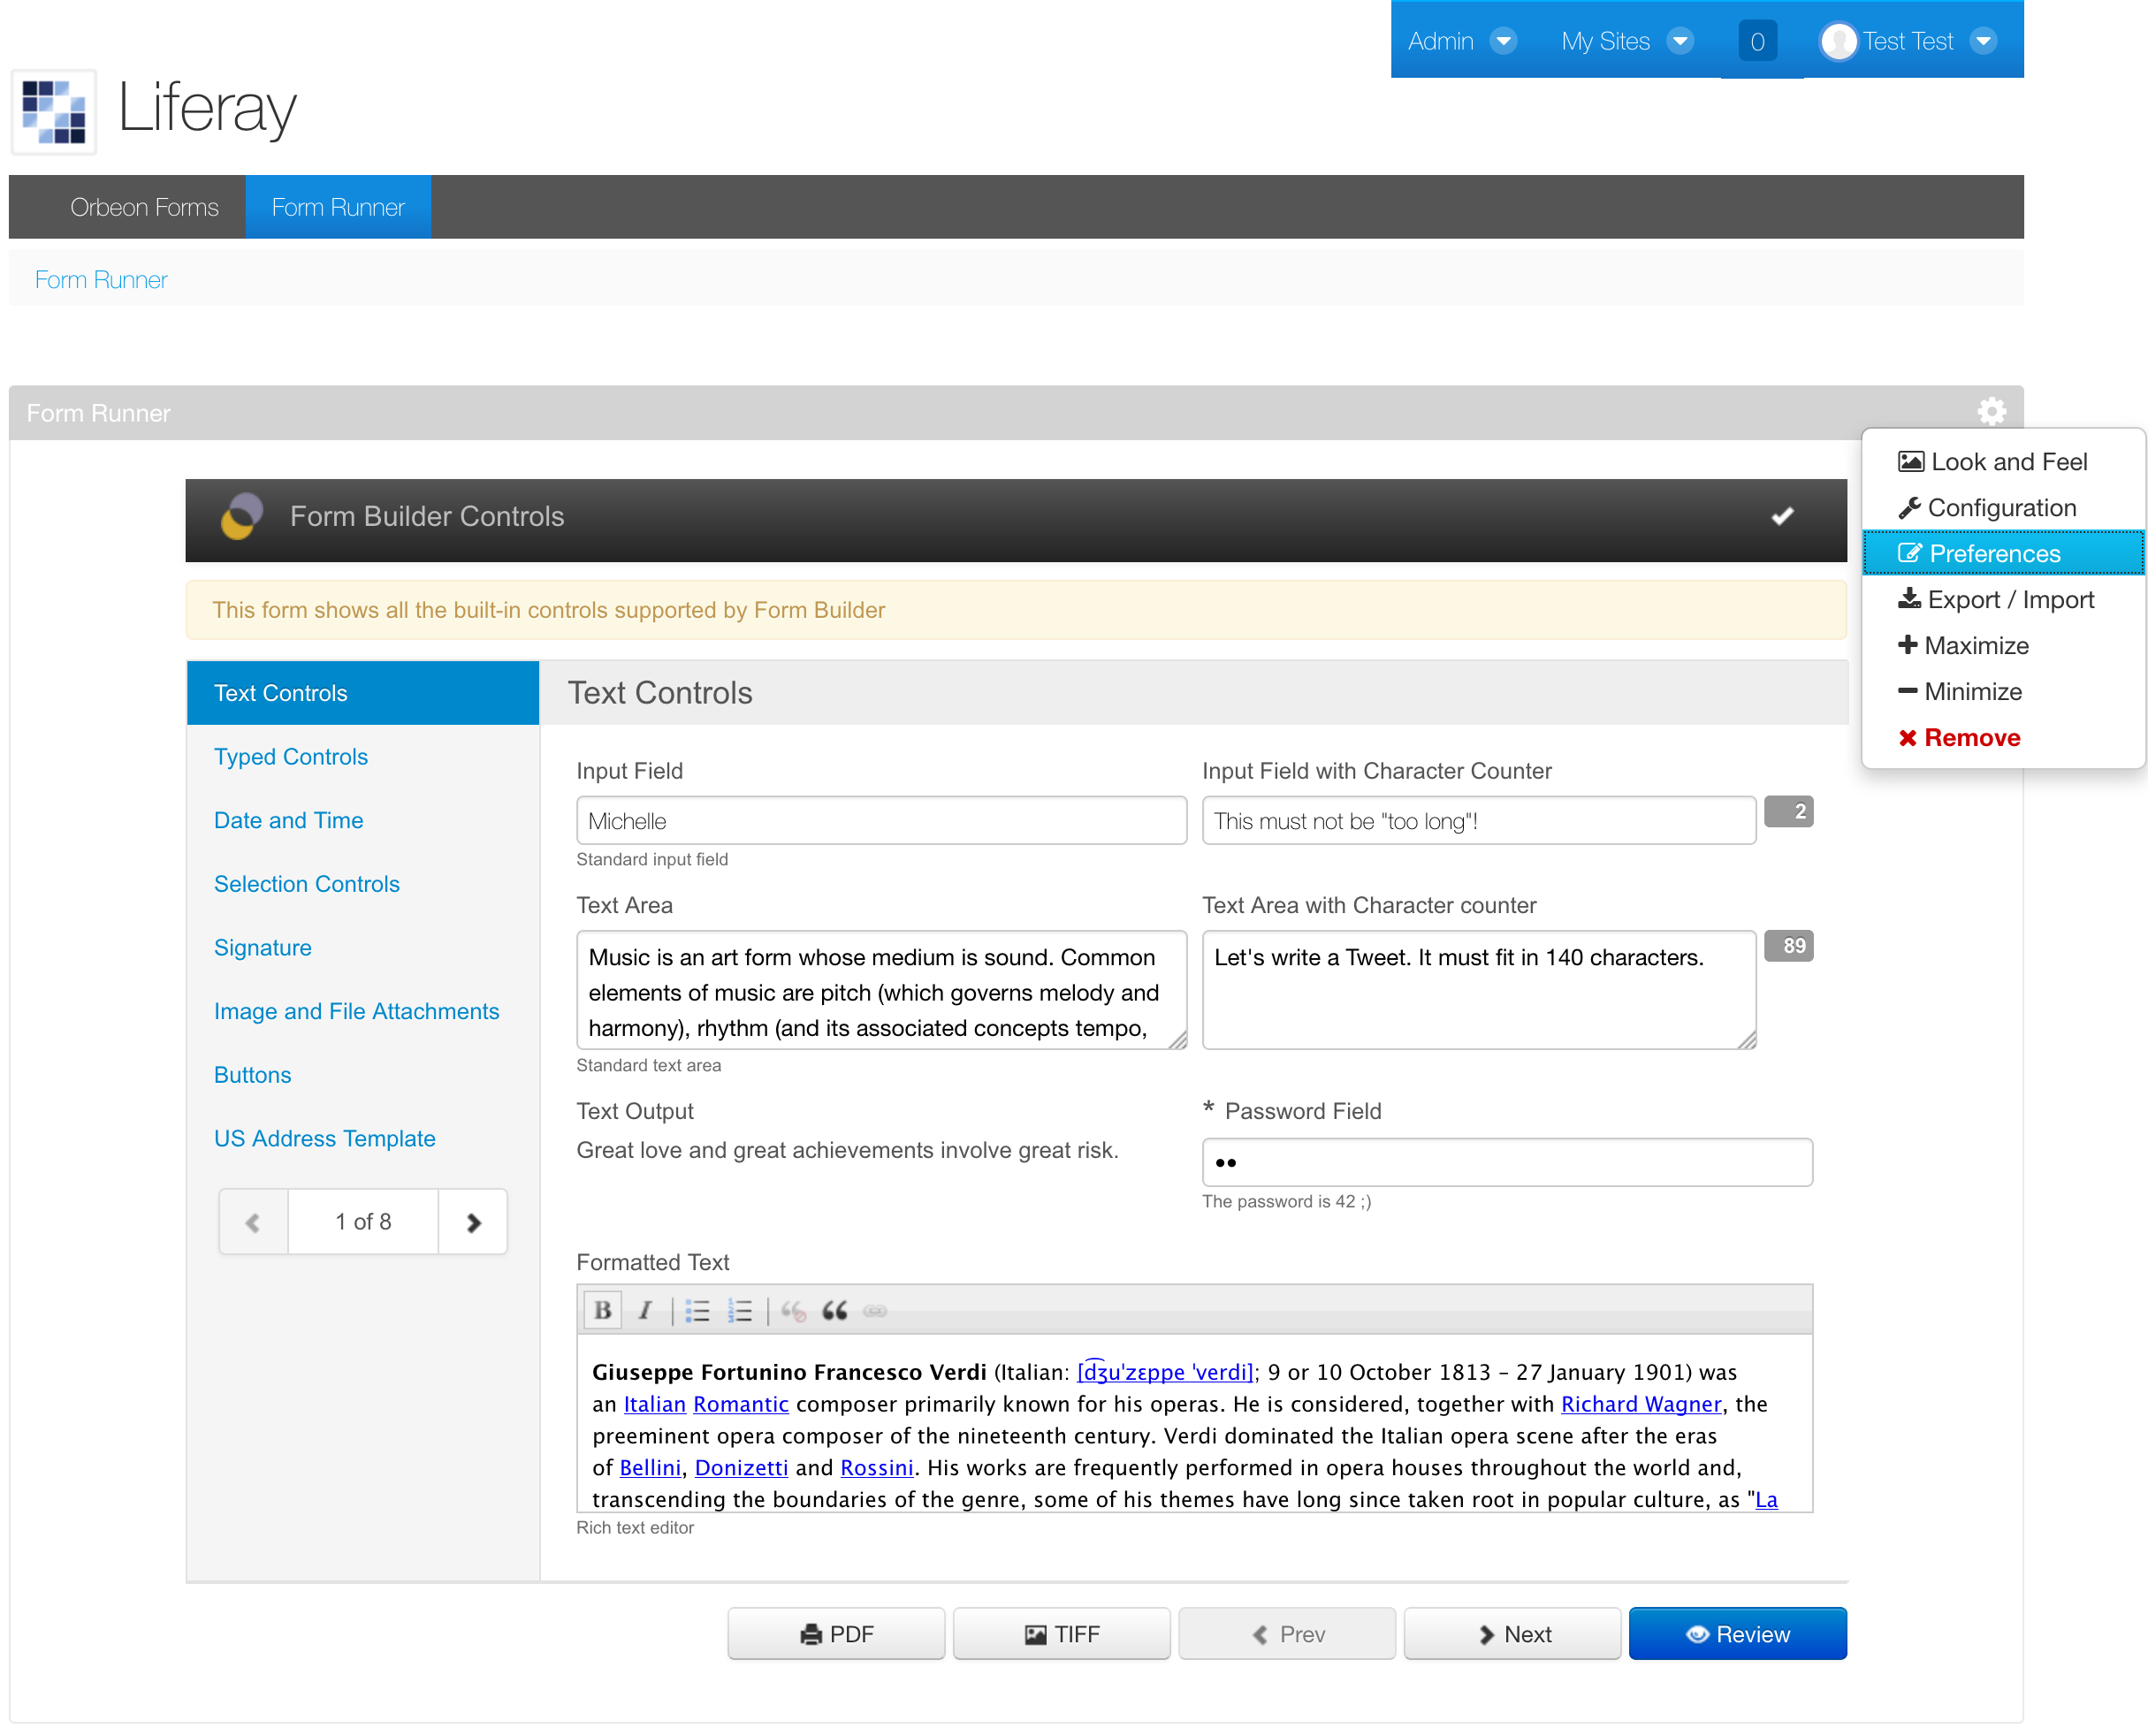 Admin My Sites 0 Test Test
Liferay
Orbeon Forms Form Runner
Form Runner
Form Runner
Look and Feel
Configuration
Preferences
Export / Import
Maximize
Minimize
Remove
Form Builder Controls
This form shows all the built-in controls supported by Form Builder
Text Controls
Typed Controls
Date and Time
Selection Controls
Signature
Image and File Attachments
Buttons
US Address Template
1 of 8
Text Controls
Input Field
Michelle
Standard input field
Input Field with Character Counter
This must not be "too long"! 2
Text Area
Music is an art form whose medium is sound. Common
elements of music are pitch (which governs melody and
harmony), rhythm (and its associated concepts tempo,
Standard text area
Text Area with Character counter
Let's write a Tweet. It must fit in 140 characters. 89
Text Output
Great love and great achievements involve great risk.
* Password Field
••
The password is 42 ;)
Formatted Text
B I
Giuseppe Fortunino Francesco Verdi (Italian: [d͡ʒuˈzɛppe ˈverdi]; 9 or 10 October 1813 – 27 January 1901) was
an Italian Romantic composer primarily known for his operas. He is considered, together with Richard Wagner, the
preeminent opera composer of the nineteenth century. Verdi dominated the Italian opera scene after the eras
of Bellini, Donizetti and Rossini. His works are frequently performed in opera houses throughout the world and,
transcending the boundaries of the genre, some of his themes have long since taken root in popular culture, as "La
Rich text editor
PDF TIFF Prev Next Review